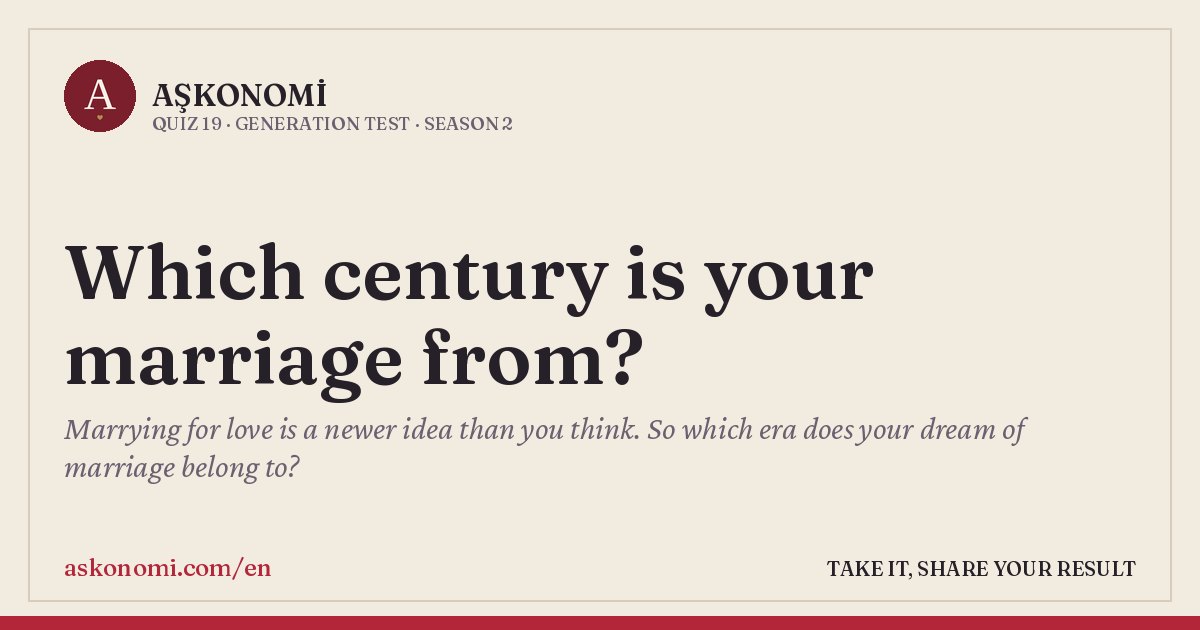 A
AŞKONOMİ
QUIZ 19 · GENERATION TEST · SEASON 2
Which century is your
marriage from?
Marrying for love is a newer idea than you think. So which era does your dream of
marriage belong to?
askonomi.com/en
TAKE IT, SHARE YOUR RESULT